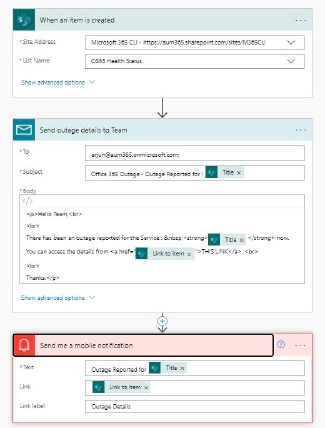 When an item is created
...
*Site Address
Microsoft 365 CLI - https://aum365.sharepoint.com/sites/M365CLI
*List Name
O365 Health Status
Show advanced options
Send outage details to Team
...
*To
arjun@aum365.onmicrosoft.com;
*Subject
Office 365 Outage - Outage Reported for : Title x
*Body
</>
<p>Hello Team,<br>
<br>
There has been an outage reported for the Service : &nbsp;<strong> Title x </strong> now.
You can access the details from <a href=" Link to item x ">THIS LINK</a> .<br>
<br>
Thanks.</p>
Show advanced options
Send me a mobile notification
? ...
*Text
Outage Reported for Title x
Link
Link to item x
Link label
Outage Details